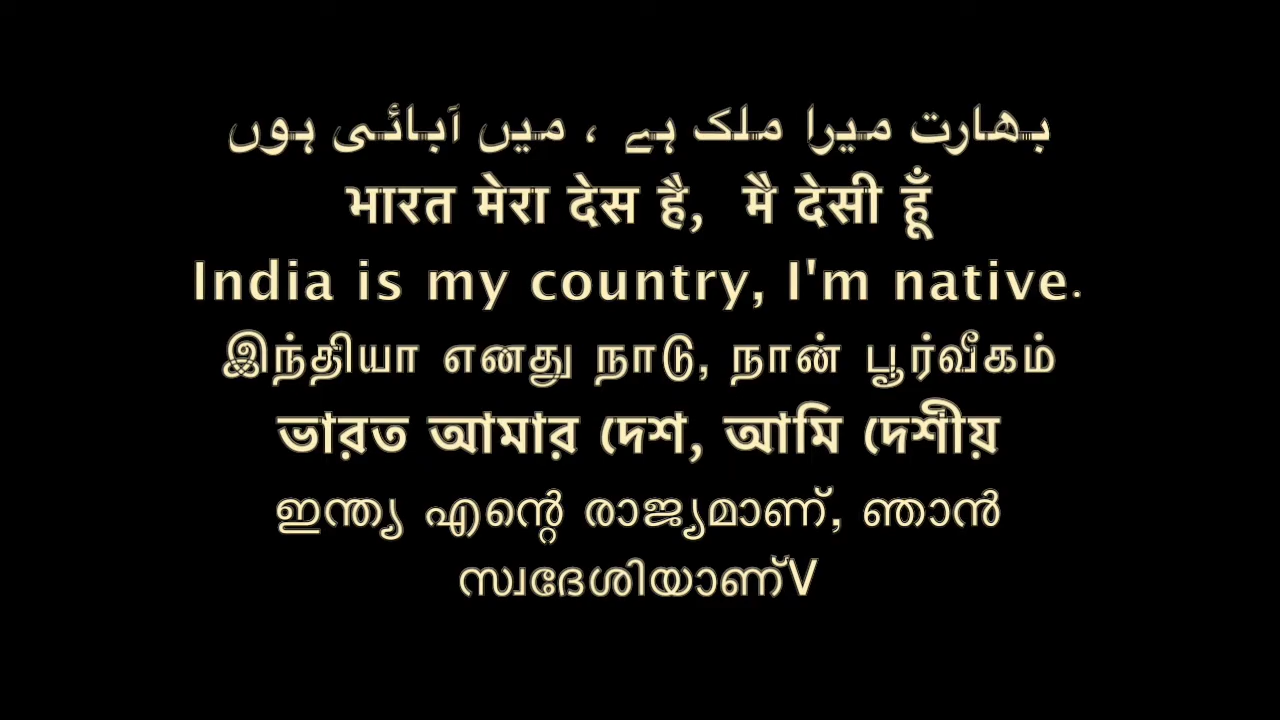 بھارت میرا ملک ہے ، میں آبائی ہوں
भारत मेरा देस है, मै देसी हूँ
India is my country, I'm native.
இந்தியா எனது நாடு, நான் பூர்வீகம்
ভারত আমার দেশ, আমি দেশীয়
ഇന്ത്യ എന്റെ രാജ്യമാണ്, ഞാൻ
സ്വദേശിയാണ്V